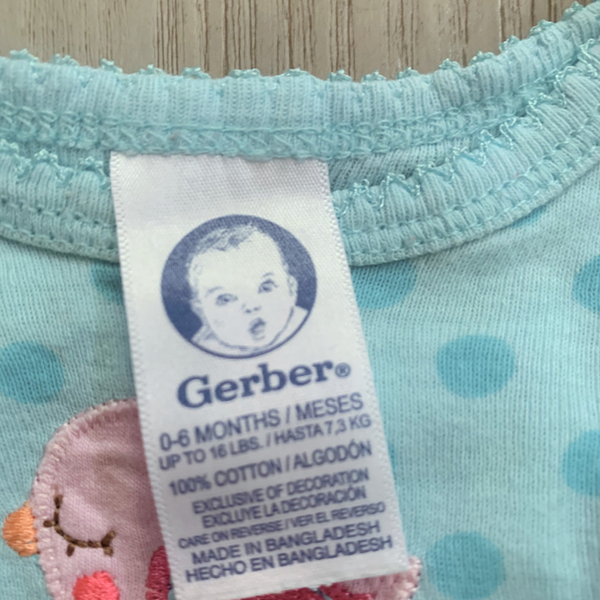 Gerber®
0-6 MONTHS / MESES
UP TO 16 LBS. / HASTA 7,3 KG
100% COTTON / ALGODÓN
EXCLUSIVE OF DECORATION
EXCLUYE LA DECORACIÓN
CARE ON REVERSE / VER EL REVERSO
MADE IN BANGLADESH
HECHO EN BANGLADESH